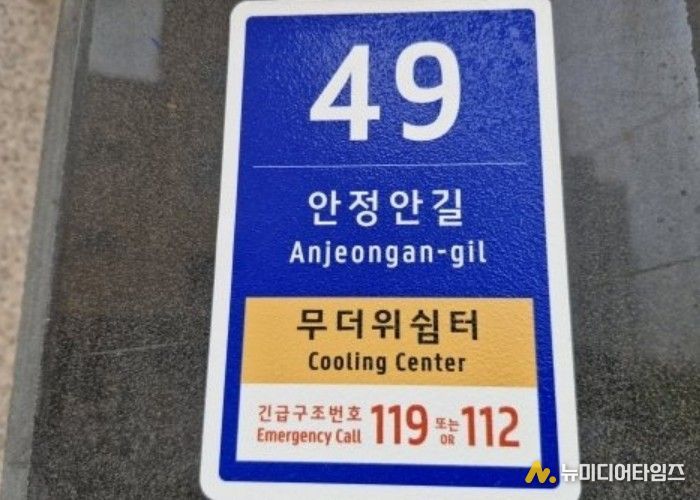 49
안정안길
Anjeongan-gil
무더위쉼터
Cooling Center
긴급구조번호 119 또는 112
Emergency Call OR
뉴미디어타임즈